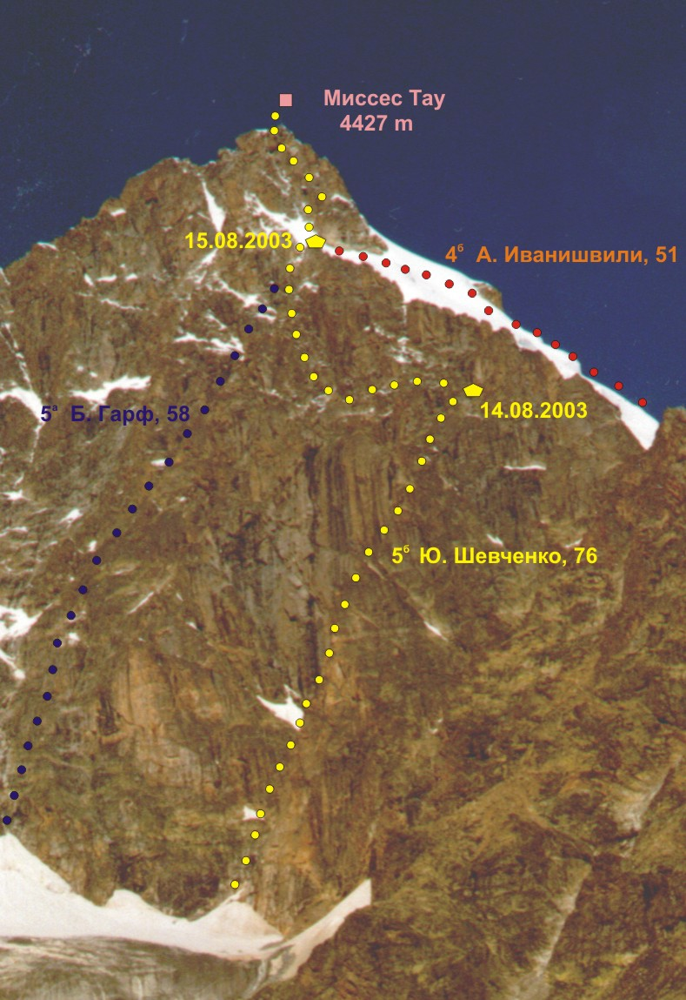 Миссес Тау
4427 m
15.08.2003
4б А. Иванишвили, 51
5а Б. Гарф, 58
14.08.2003
5б Ю. Шевченко, 76